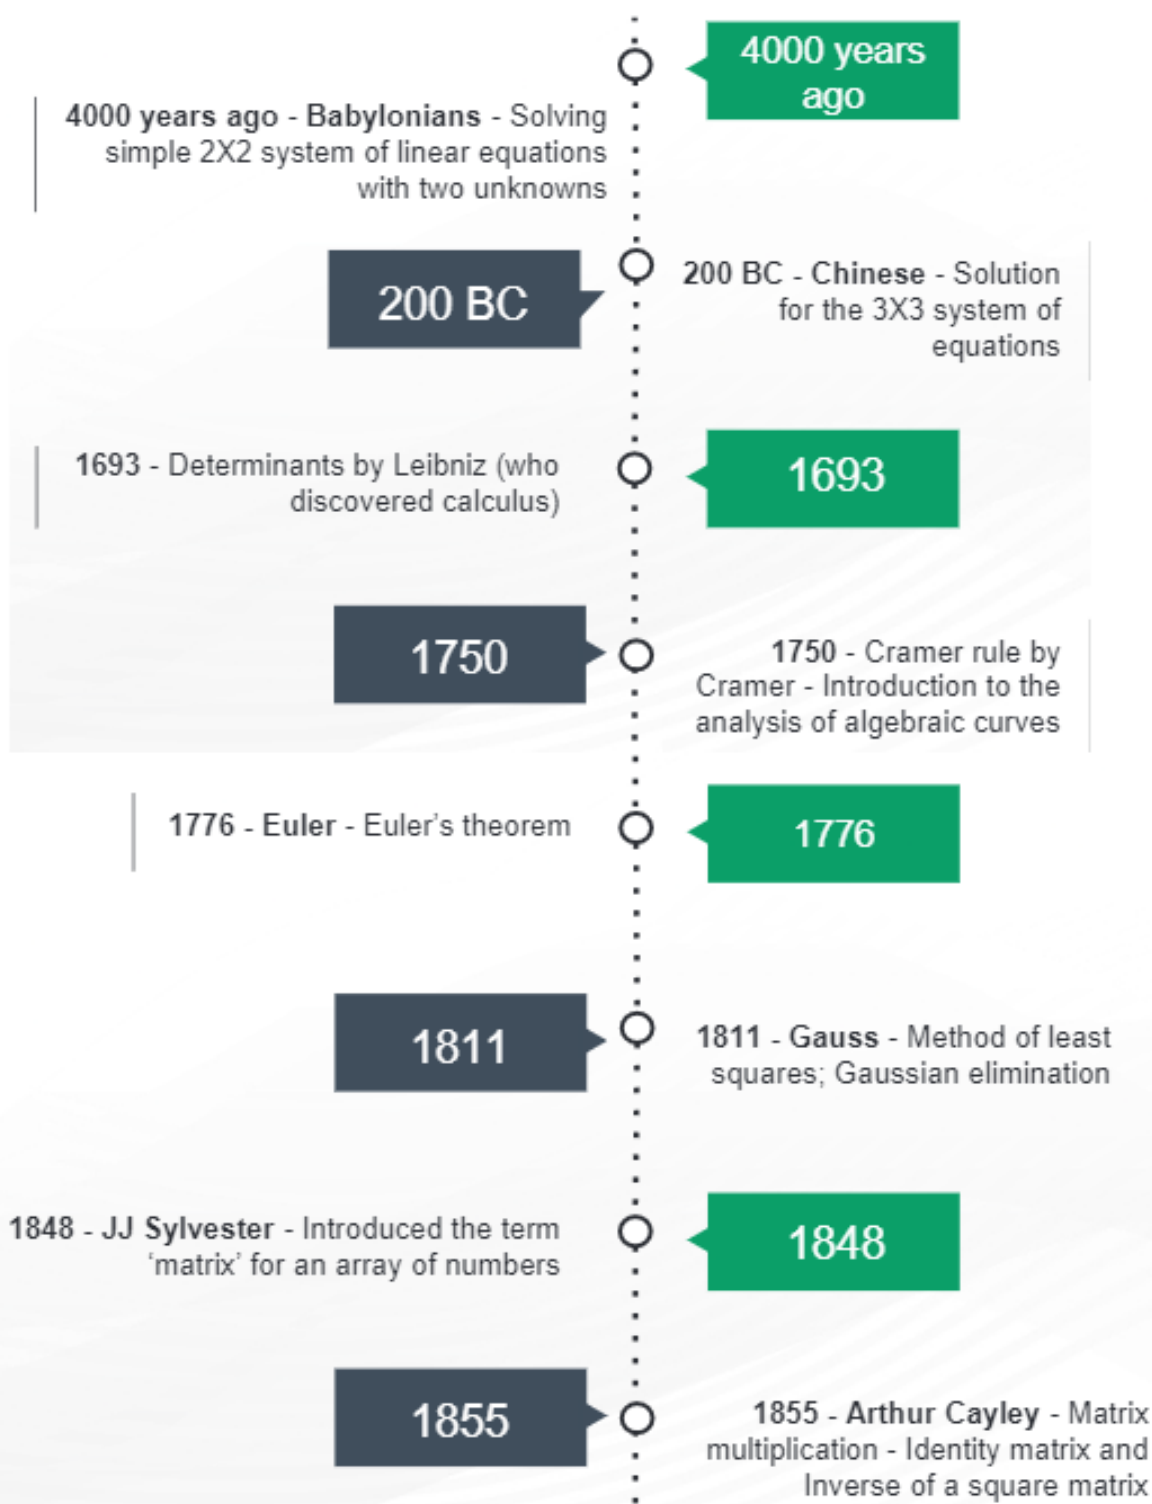 4000 years
ago
4000 years ago - Babylonians - Solving
simple 2X2 system of linear equations
with two unknowns
200 BC
200 BC - Chinese - Solution
for the 3X3 system of
equations
1693 - Determinants by Leibniz (who
discovered calculus)
1693
1750
1750 - Cramer rule by
Cramer - Introduction to the
analysis of algebraic curves
1776 - Euler - Euler’s theorem
1776
1811
1811 - Gauss - Method of least
squares; Gaussian elimination
1848 - JJ Sylvester - Introduced the term
‘matrix’ for an array of numbers
1848
1855
1855 - Arthur Cayley - Matrix
multiplication - Identity matrix and
Inverse of a square matrix